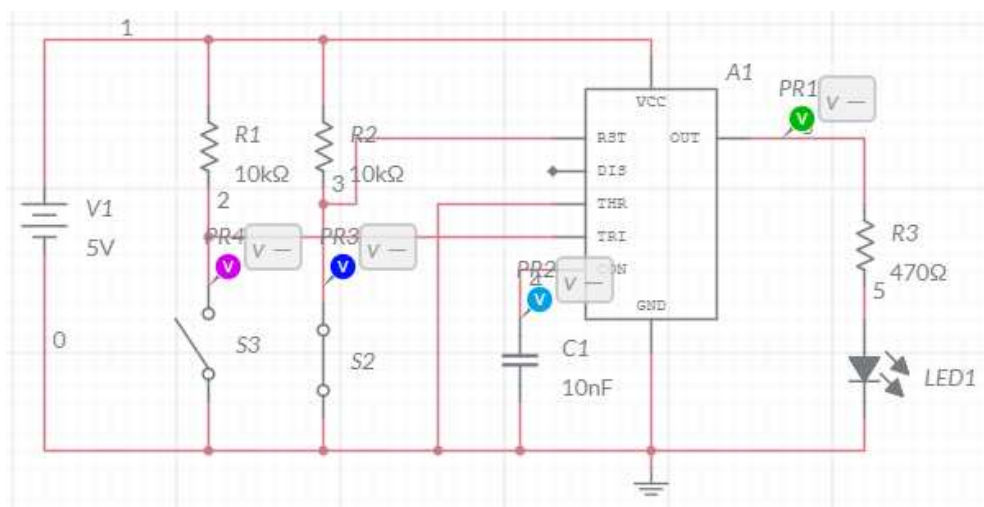 1
A1
PR1
V
V
VCC
R1
10kΩ
R2
10kΩ
RST
OUT
DIS
THR
TRI
GND
2
3
V1
5V
PR4
V
V
PR3
V
V
R3
470Ω
PR2
4
V
V
5
0
S3
S2
C1
10nF
LED1